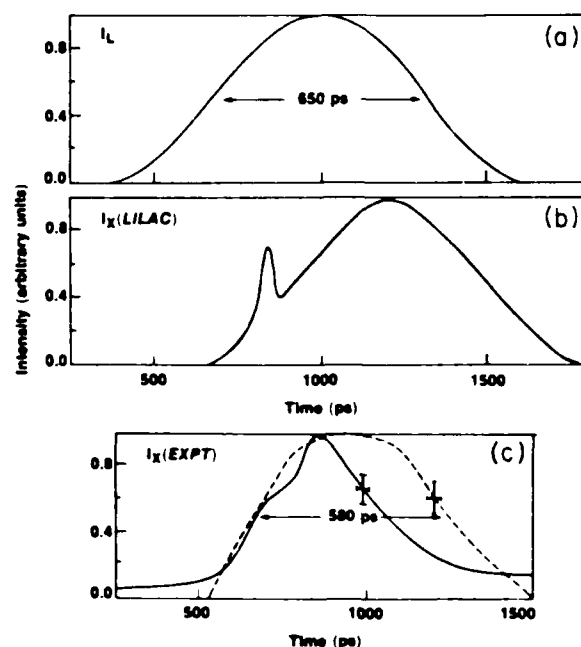 I_L
(a)
0.8
650 ps
0.4
0.0
I_X(LILAC)
(b)
0.8
0.4
0.0
Intensity (arbitrary units)
500
1000
1500
Time (ps)
I_X(EXPT)
(c)
0.8
580 ps
0.4
0.0
500
1000
1500
Time (ps)